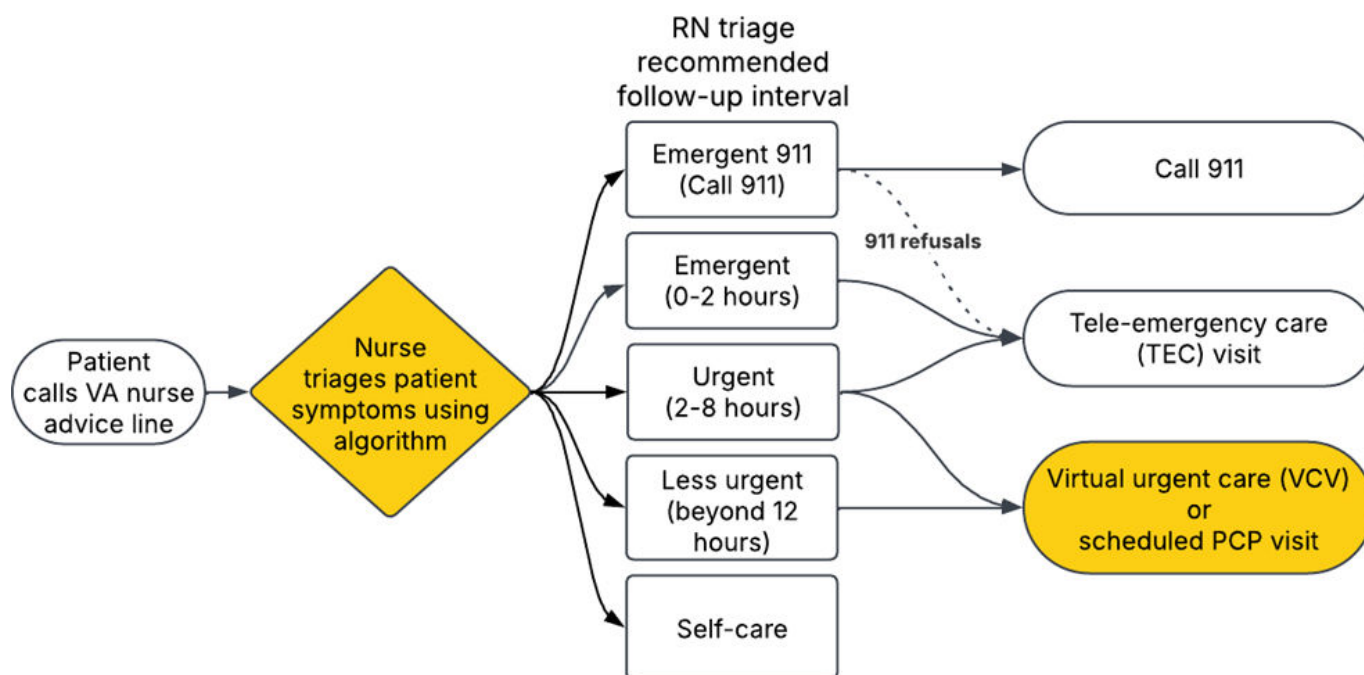 RN triage
recommended
follow-up interval
Patient
calls VA nurse
advice line
Nurse
triages patient
symptoms using
algorithm
Emergent 911
(Call 911)
Emergent
(0-2 hours)
Urgent
(2-8 hours)
Less urgent
(beyond 12
hours)
Self-care
911 refusals
Call 911
Tele-emergency care
(TEC) visit
Virtual urgent care (VCV)
or
scheduled PCP visit